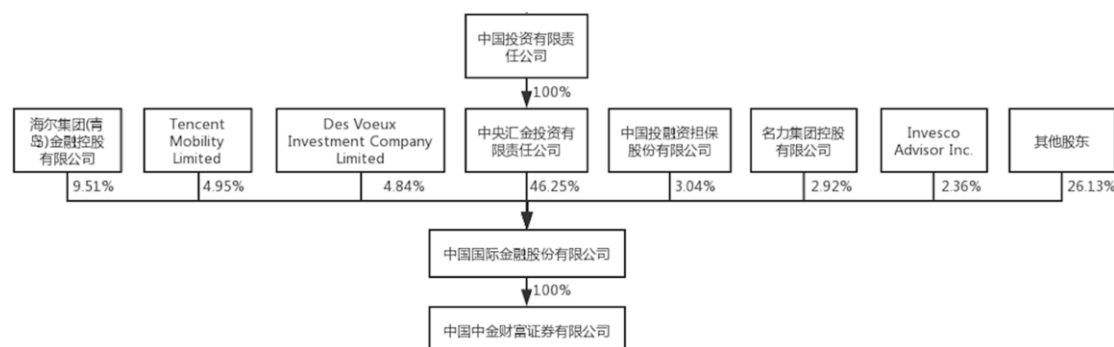 中国投资有限责
任公司
100%
海尔集团(青
岛)金融控股
有限公司
Tencent
Mobility
Limited
Des Voeux
Investment Company
Limited
中央汇金投资有
限责任公司
中国投融资担保
股份有限公司
名力集团控股
有限公司
Invesco
Advisor Inc.
其他股东
9.51%
4.95%
4.84%
46.25%
3.04%
2.92%
2.36%
26.13%
中国国际金融股份有限公司
100%
中国中金财富证券有限公司